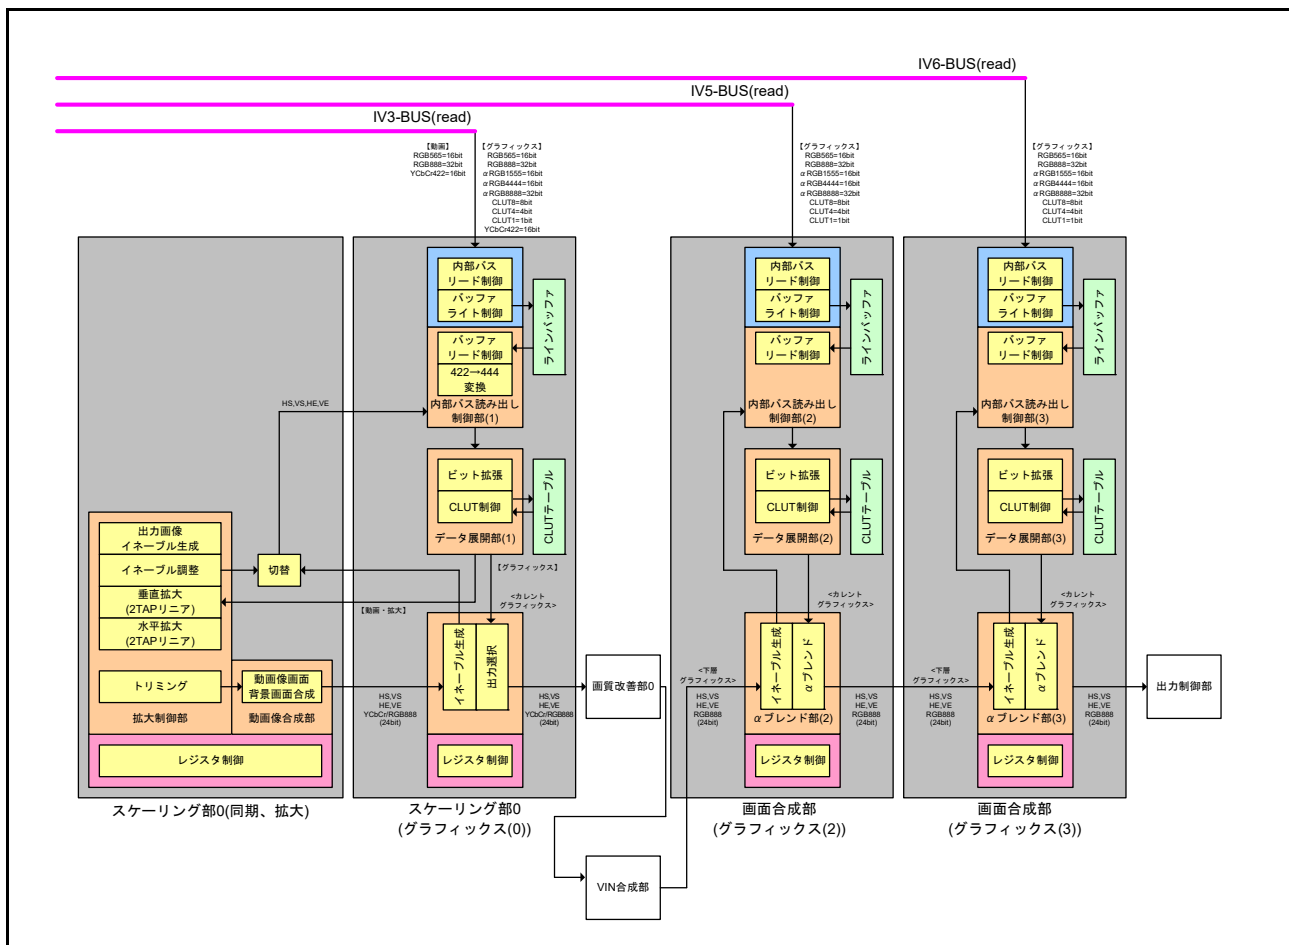 IV6-BUS(read)
IV5-BUS(read)
IV3-BUS(read)
【動画】
RGB565=16bit
RGB888=32bit
YCbCr422=16bit
【グラフィックス】
RGB565=16bit
RGB888=32bit
αRGB1555=16bit
αRGB4444=16bit
αRGB8888=32bit
CLUT8=8bit
CLUT4=4bit
CLUT1=1bit
YCbCr422=16bit
【グラフィックス】
RGB565=16bit
RGB888=32bit
αRGB1555=16bit
αRGB4444=16bit
αRGB8888=32bit
CLUT8=8bit
CLUT4=4bit
CLUT1=1bit
【グラフィックス】
RGB565=16bit
RGB888=32bit
αRGB1555=16bit
αRGB4444=16bit
αRGB8888=32bit
CLUT8=8bit
CLUT4=4bit
CLUT1=1bit
出力画像
イネーブル生成
イネーブル調整
垂直拡大
(2TAPリニア)
水平拡大
(2TAPリニア)
トリミング
拡大制御部
動画像画面
背景画面合成
動画像合成部
レジスタ制御
スケーリング部0(同期、拡大)
切替
HS,VS,HE,VE
内部バス
リード制御
バッファ
ライト制御
バッファ
リード制御
422→444
変換
内部バス読み出し
制御部(1)
ラインバッファ
ビット拡張
CLUT制御
データ展開部(1)
CLUTテーブル
【グラフィックス】
【動画・拡大】
<カレント
グラフィックス>
イネーブル生成
出力選択
HS,VS
HE,VE
YCbCr/RGB888
(24bit)
HS,VS
HE,VE
YCbCr/RGB888
(24bit)
レジスタ制御
スケーリング部0
(グラフィックス(0))
画質改善部0
VIN合成部
内部バス
リード制御
バッファ
ライト制御
バッファ
リード制御
内部バス読み出し
制御部(2)
ラインバッファ
ビット拡張
CLUT制御
データ展開部(2)
CLUTテーブル
<カレント
グラフィックス>
<下層
グラフィックス>
HS,VS
HE,VE
RGB888
(24bit)
イネーブル生成
αブレンド
αブレンド部(2)
HS,VS
HE,VE
RGB888
(24bit)
レジスタ制御
画面合成部
(グラフィックス(2))
内部バス
リード制御
バッファ
ライト制御
バッファ
リード制御
内部バス読み出し
制御部(3)
ラインバッファ
ビット拡張
CLUT制御
データ展開部(3)
CLUTテーブル
<カレント
グラフィックス>
<下層
グラフィックス>
HS,VS
HE,VE
RGB888
(24bit)
イネーブル生成
αブレンド
αブレンド部(3)
HS,VS
HE,VE
RGB888
(24bit)
レジスタ制御
画面合成部
(グラフィックス(3))
出力制御部